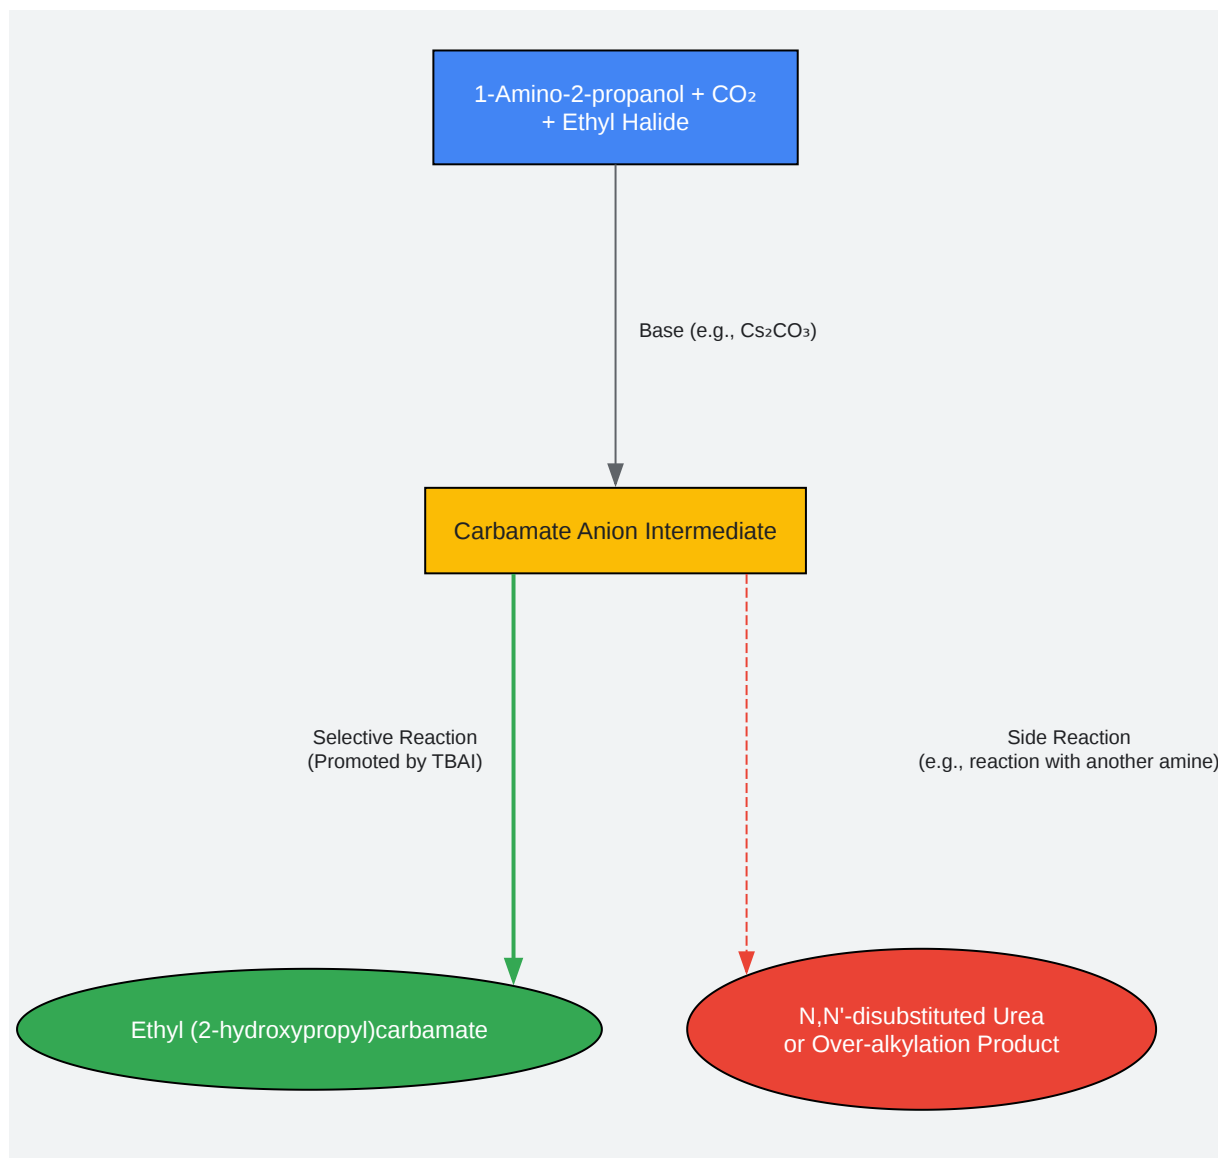 1-Amino-2-propanol + CO₂
+ Ethyl Halide
Base (e.g., Cs₂CO₃)
Carbamate Anion Intermediate
Selective Reaction
(Promoted by TBAI)
Side Reaction
(e.g., reaction with another amine)
Ethyl (2-hydroxypropyl)carbamate
N,N'-disubstituted Urea
or Over-alkylation Product